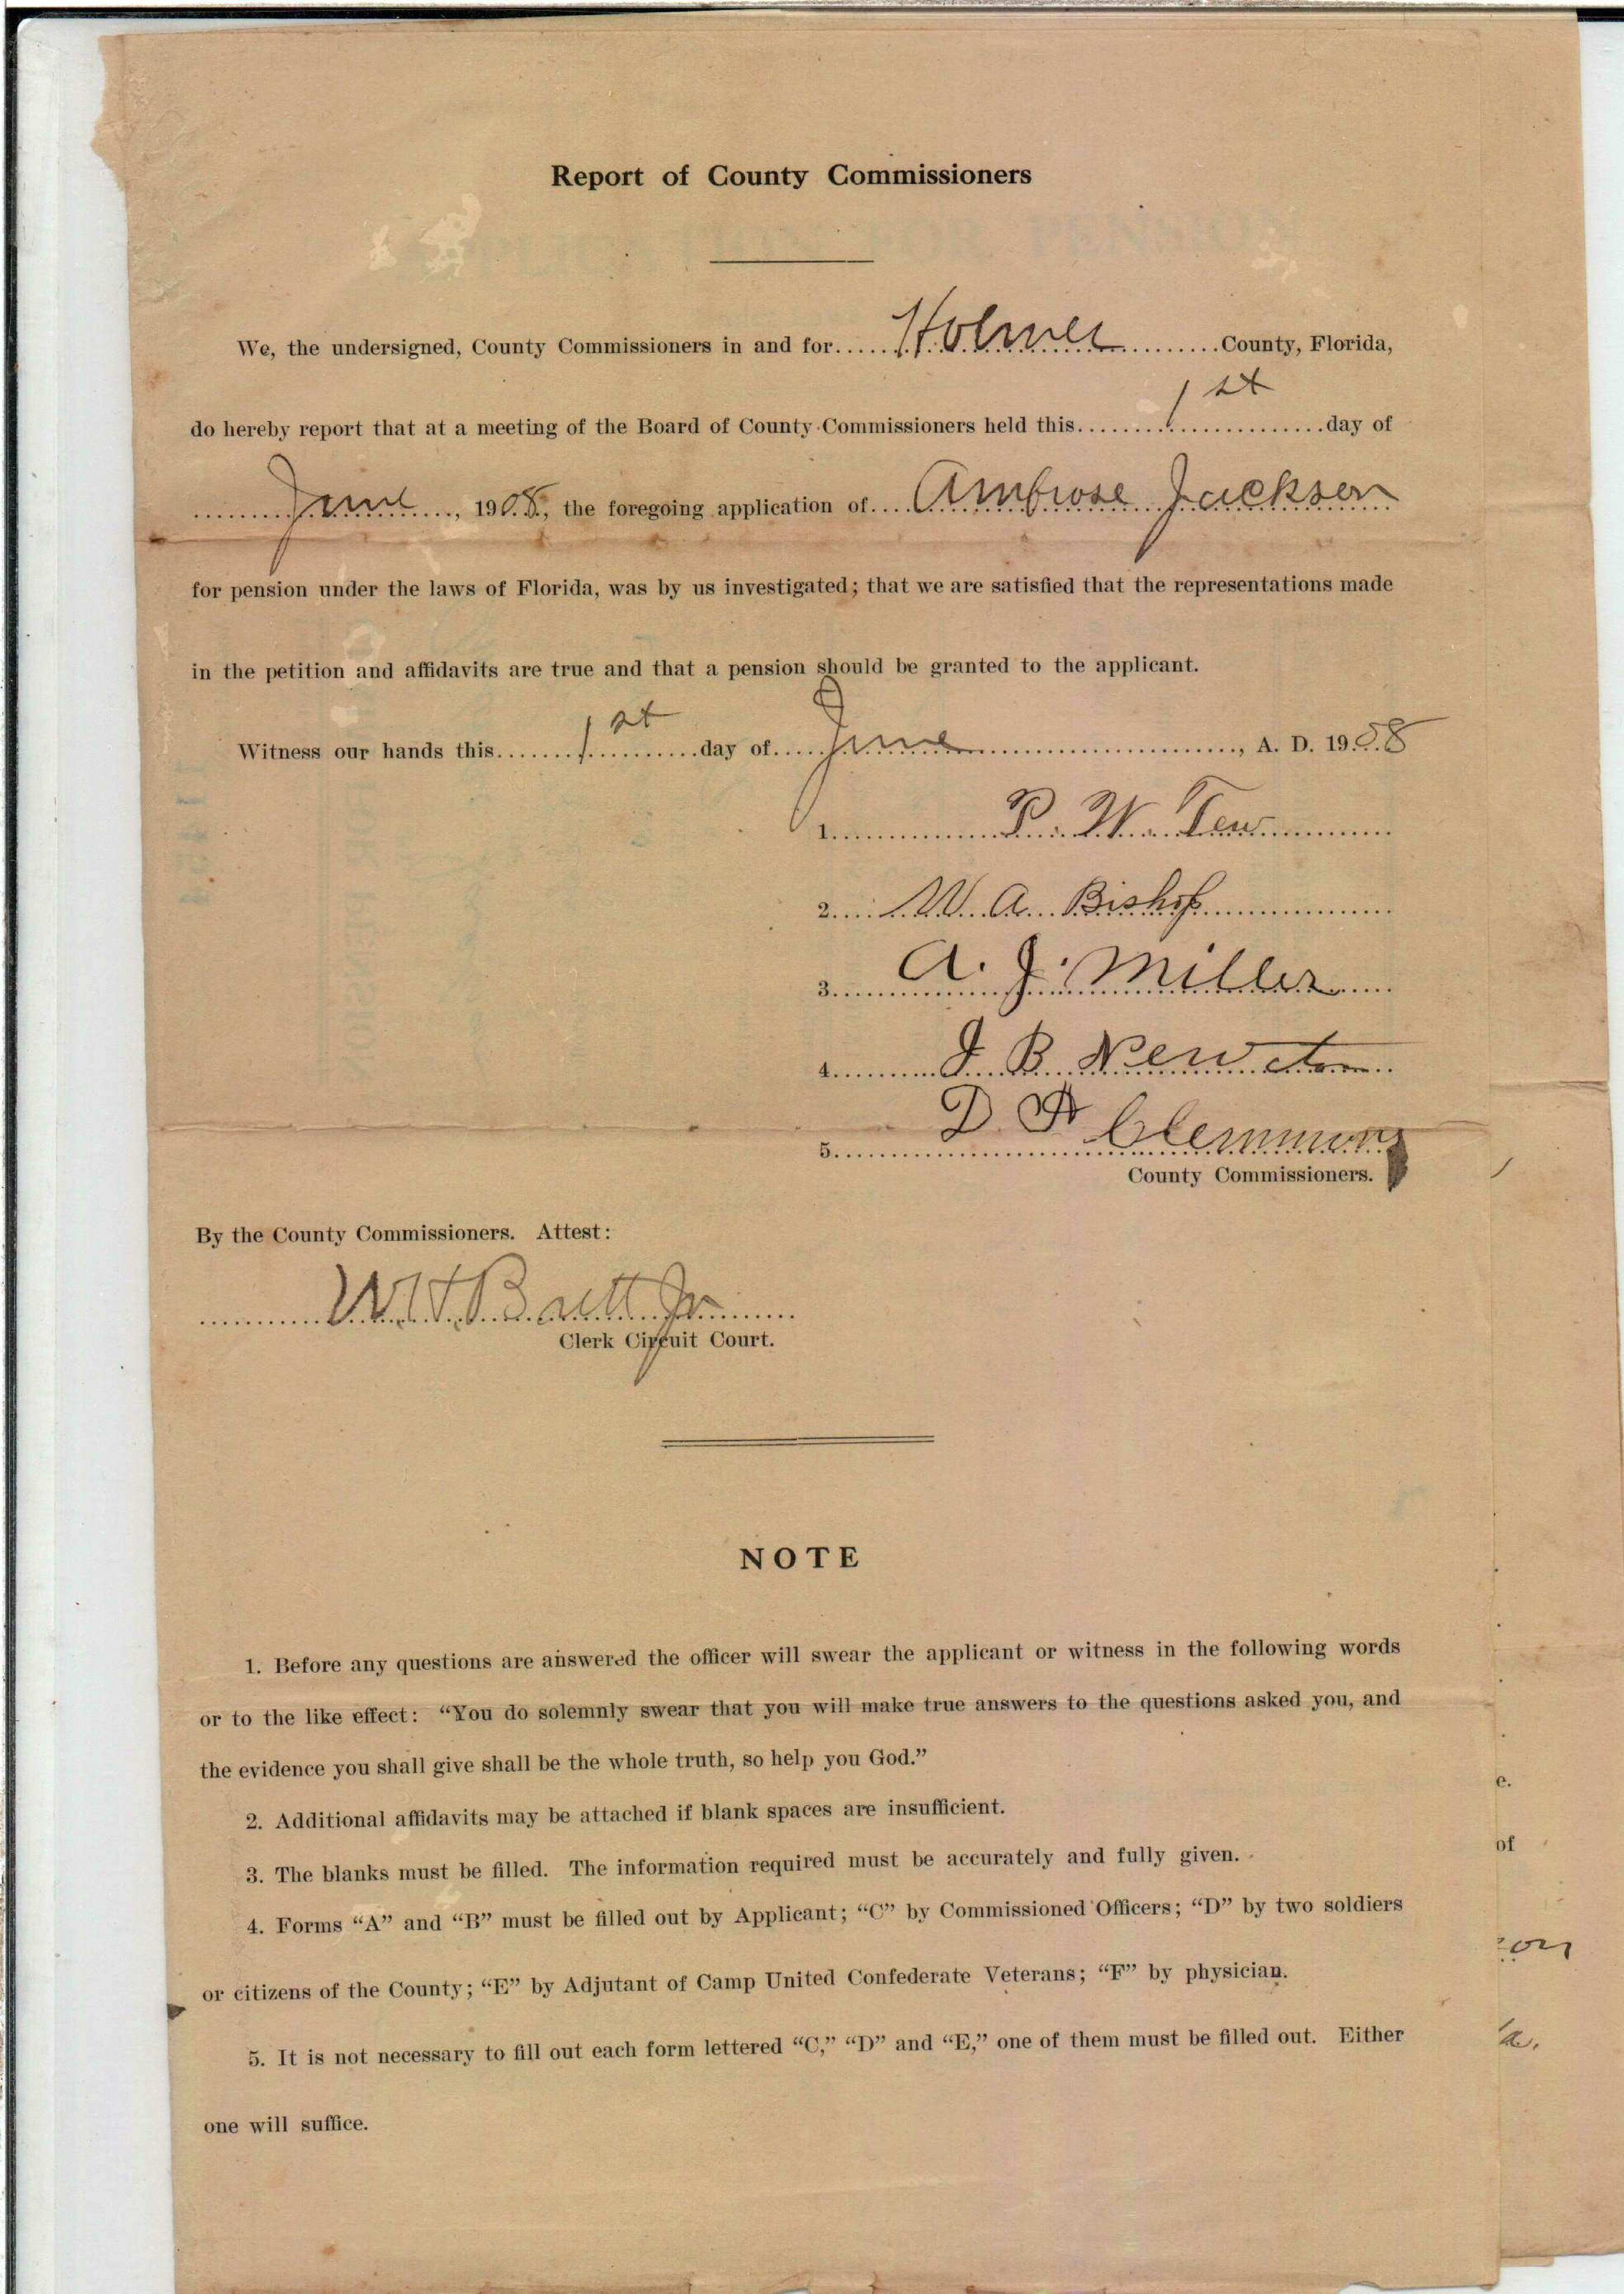 Report of County Commissioners
We, the undersigned, County Commissioners in and for.....Holmes.........County, Florida,
do hereby report that at a meeting of the Board of County Commissioners held this........1st........day of
........June...., 1908., the foregoing application of....Ambrose Jackson
for pension under the laws of Florida, was by us investigated; that we are satisfied that the representations made
in the petition and affidavits are true and that a pension should be granted to the applicant.
Witness our hands this.......1st..........day of.....June........................, A. D. 1908
1.................. W. Tew..............
2..... W. A. Bishop...................
3............A. J. Miller.....
4..........J. B. Newton..
5............D. Clemmons
County Commissioners.
By the County Commissioners. Attest:
............W. Jr..........
Clerk Circuit Court.
NOTE
1. Before any questions are answered the officer will swear the applicant or witness in the following words
or to the like effect: “You do solemnly swear that you will make true answers to the questions asked you, and
the evidence you shall give shall be the whole truth, so help you God.”
2. Additional affidavits may be attached if blank spaces are insufficient.
3. The blanks must be filled. The information required must be accurately and fully given.
4. Forms “A” and “B” must be filled out by Applicant; “C” by Commissioned Officers; “D” by two soldiers
or citizens of the County; “E” by Adjutant of Camp United Confederate Veterans; “F” by physician.
5. It is not necessary to fill out each form lettered “C,” “D” and “E,” one of them must be filled out. Either
one will suffice.
e.
of